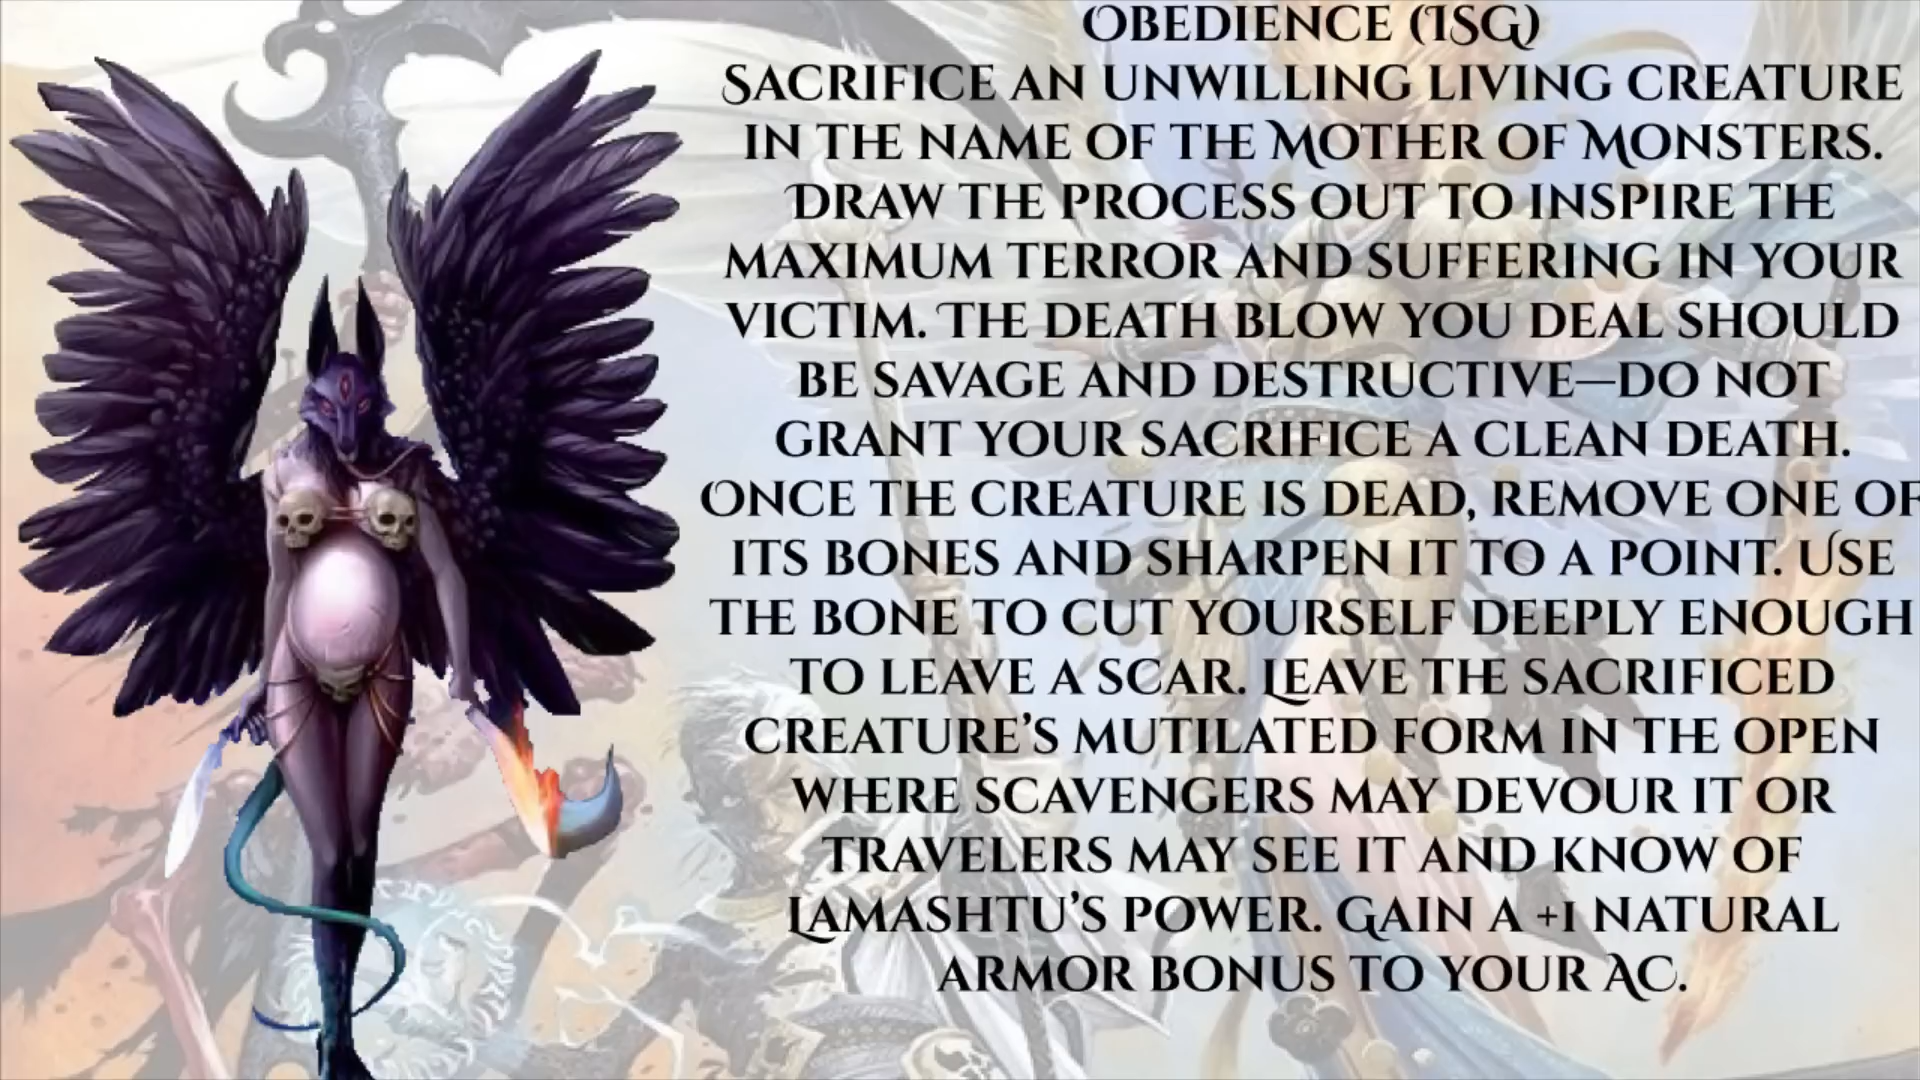 Obedience (ISG)
Sacrifice an unwilling living creature
in the name of the Mother of Monsters.
Draw the process out to inspire the
maximum terror and suffering in your
victim. The death blow you deal should
be savage and destructive—do not
grant your sacrifice a clean death.
Once the creature is dead, remove one of
its bones and sharpen it to a point. Use
the bone to cut yourself deeply enough
to leave a scar. Leave the sacrificed
creature’s mutilated form in the open
where scavengers may devour it or
travelers may see it and know of
Lamashtu’s power. Gain a +1 natural
armor bonus to your AC.